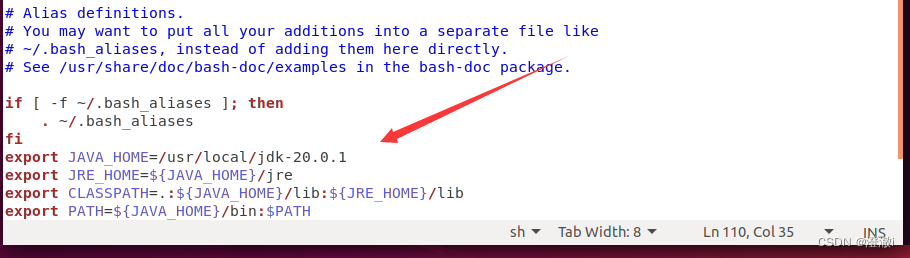 # Alias definitions.
# You may want to put all your additions into a separate file like
# ~/.bash_aliases, instead of adding them here directly.
# See /usr/share/doc/bash-doc/examples in the bash-doc package.
if [ -f ~/.bash_aliases ]; then
    . ~/.bash_aliases
fi
export JAVA_HOME=/usr/local/jdk-20.0.1
export JRE_HOME=${JAVA_HOME}/jre
export CLASSPATH=.:${JAVA_HOME}/lib:${JRE_HOME}/lib
export PATH=${JAVA_HOME}/bin:$PATH
sh Tab Width: 8 Ln 110, Col 35 INS
CSDN